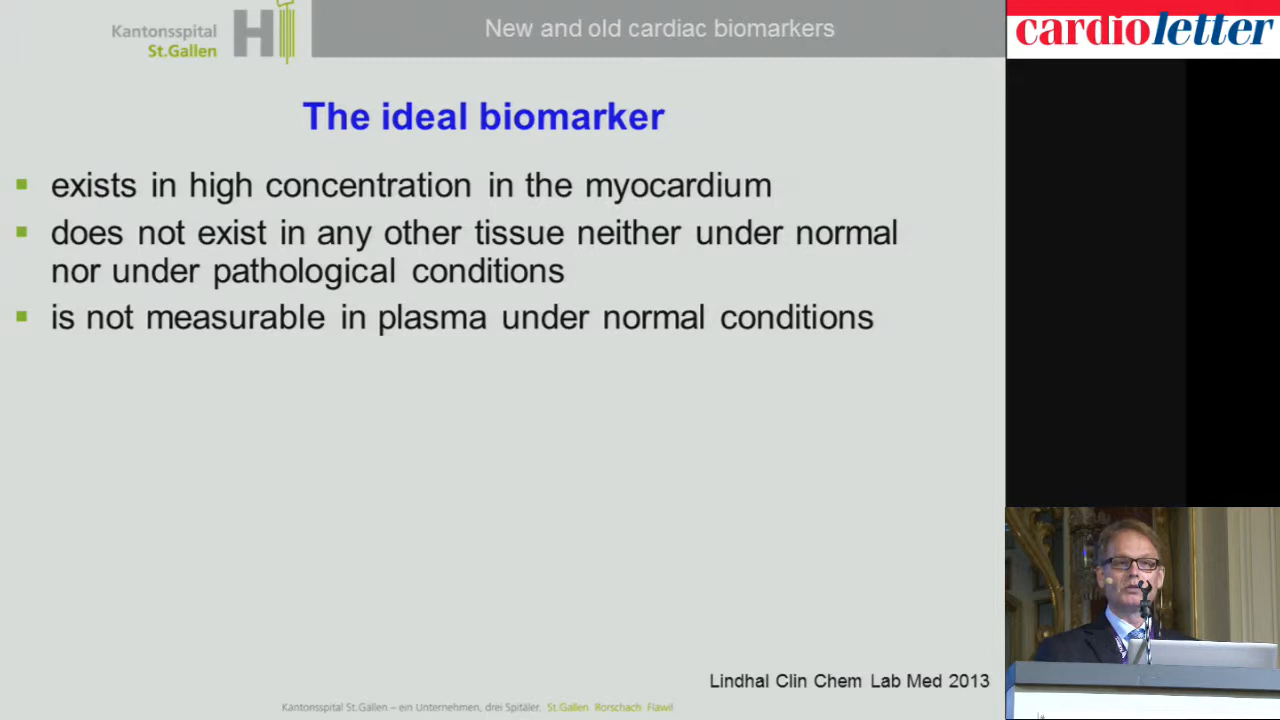 Kantonsspital
St.Gallen
New and old cardiac biomarkers
cardioletter
The ideal biomarker
exists in high concentration in the myocardium
does not exist in any other tissue neither under normal
nor under pathological conditions
is not measurable in plasma under normal conditions
Lindhal Clin Chem Lab Med 2013
Kantonsspital St.Gallen – ein Unternehmen, drei Spitäler. St.Gallen Rorschach Flawil